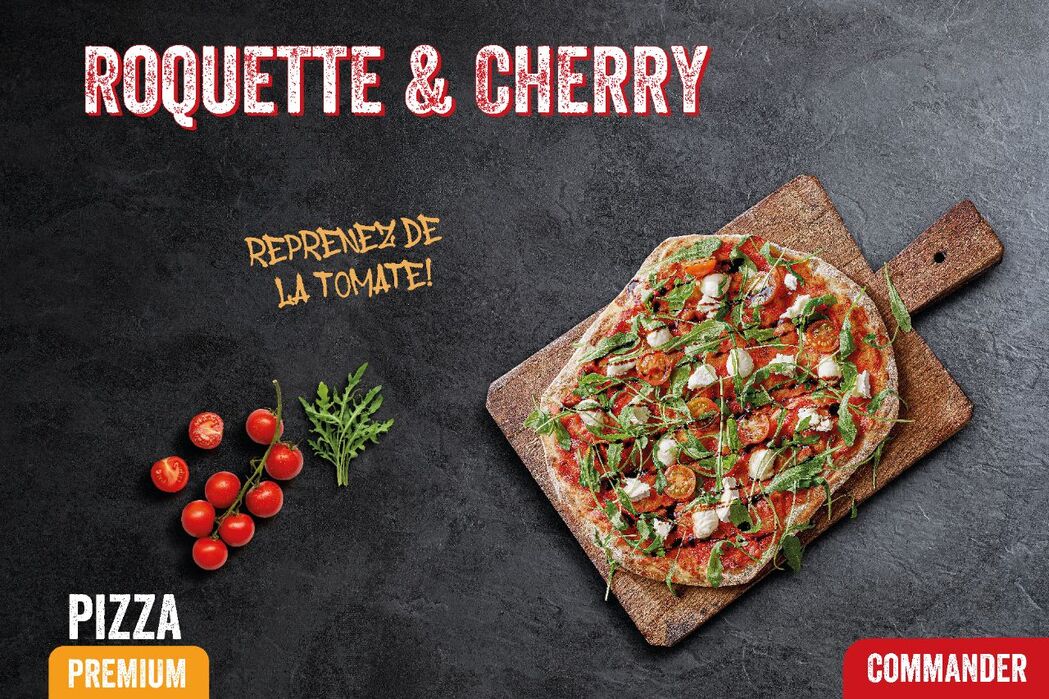 ROQUETTE & CHERRY
REPRENEZ DE
LA TOMATE!
PIZZA
PREMIUM
COMMANDER